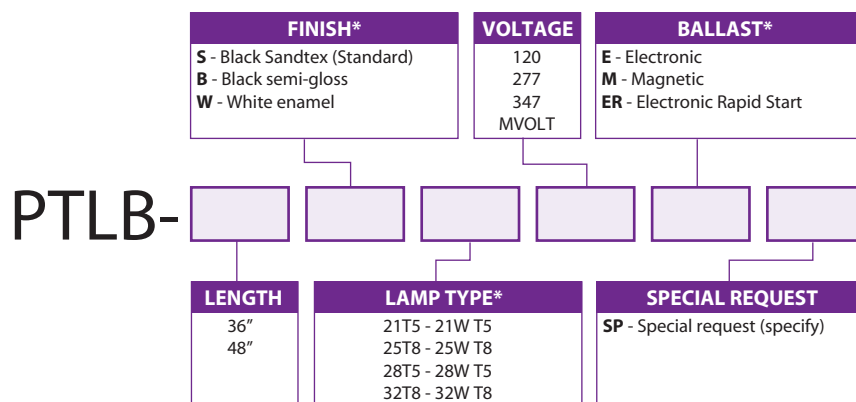 FINISH*
S - Black Sandtex (Standard)
B - Black semi-gloss
W - White enamel
VOLTAGE
120
277
347
MVOLT
BALLAST*
E - Electronic
M - Magnetic
ER - Electronic Rapid Start
PTLB-
LENGTH
36”
48”
LAMP TYPE*
21T5 - 21W T5
25T8 - 25W T8
28T5 - 28W T5
32T8 - 32W T8
SPECIAL REQUEST
SP - Special request (specify)